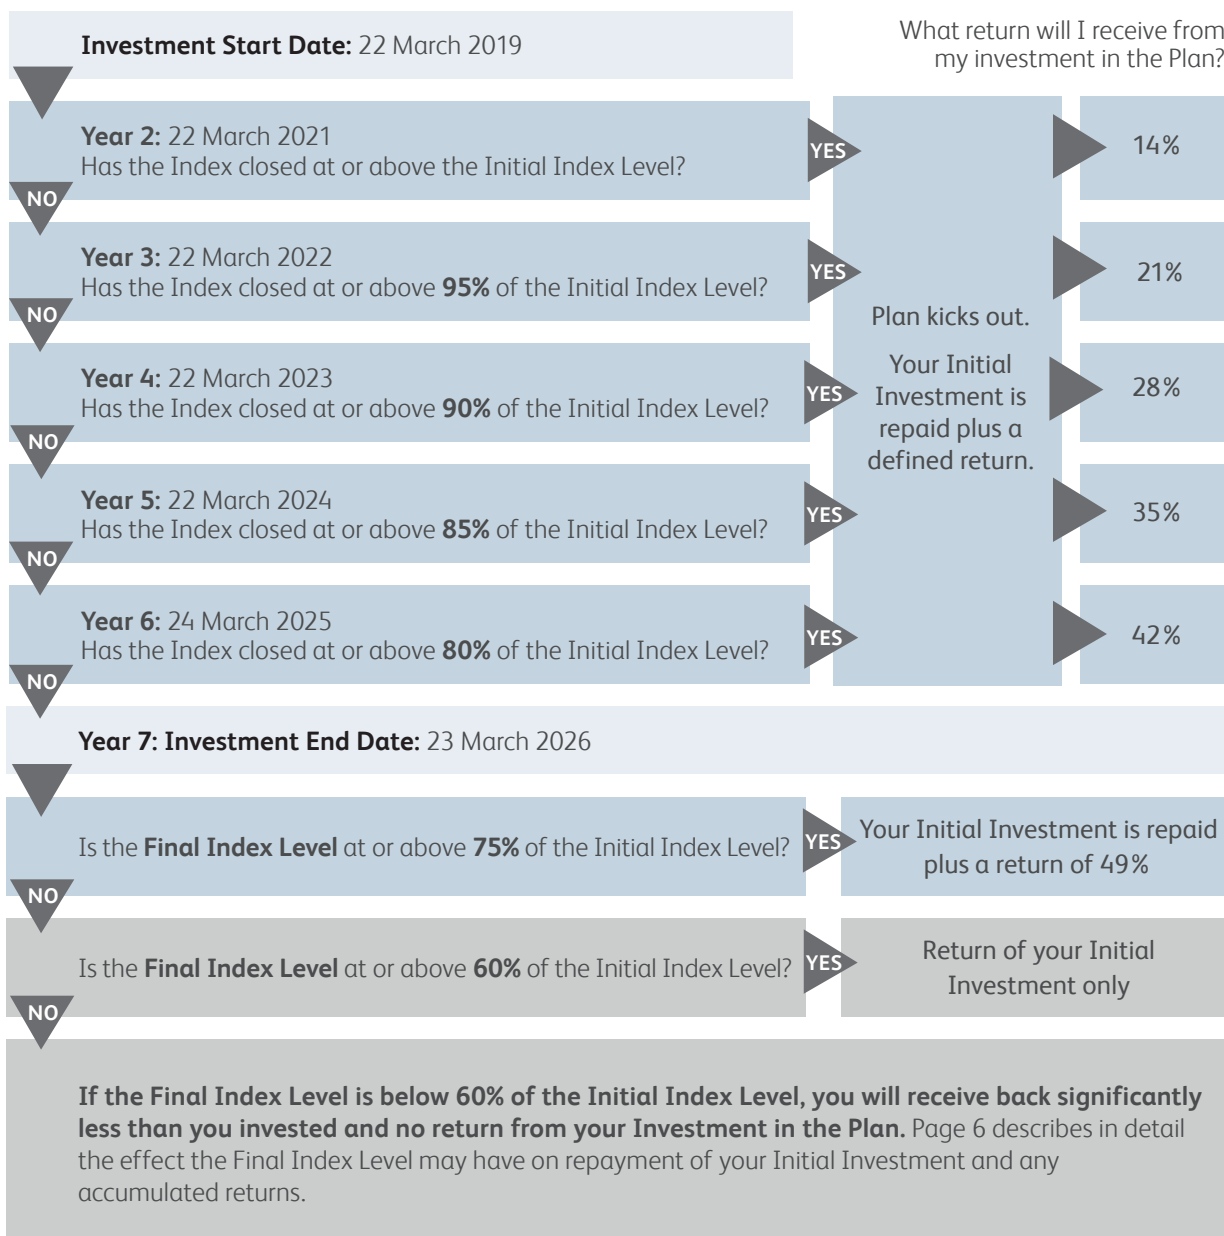 Investment Start Date: 22 March 2019
What return will I receive from
my investment in the Plan?
Year 2: 22 March 2021
Has the Index closed at or above the Initial Index Level?
YES
14%
NO
Year 3: 22 March 2022
Has the Index closed at or above 95% of the Initial Index Level?
YES
21%
NO
Plan kicks out.
Your Initial
Investment is
repaid plus a
defined return.
Year 4: 22 March 2023
Has the Index closed at or above 90% of the Initial Index Level?
YES
28%
NO
Year 5: 22 March 2024
Has the Index closed at or above 85% of the Initial Index Level?
YES
35%
NO
Year 6: 24 March 2025
Has the Index closed at or above 80% of the Initial Index Level?
YES
42%
NO
Year 7: Investment End Date: 23 March 2026
Is the Final Index Level at or above 75% of the Initial Index Level?
YES
Your Initial Investment is repaid
plus a return of 49%
NO
Is the Final Index Level at or above 60% of the Initial Index Level?
YES
Return of your Initial
Investment only
NO
If the Final Index Level is below 60% of the Initial Index Level, you will receive back significantly
less than you invested and no return from your Investment in the Plan. Page 6 describes in detail
the effect the Final Index Level may have on repayment of your Initial Investment and any
accumulated returns.